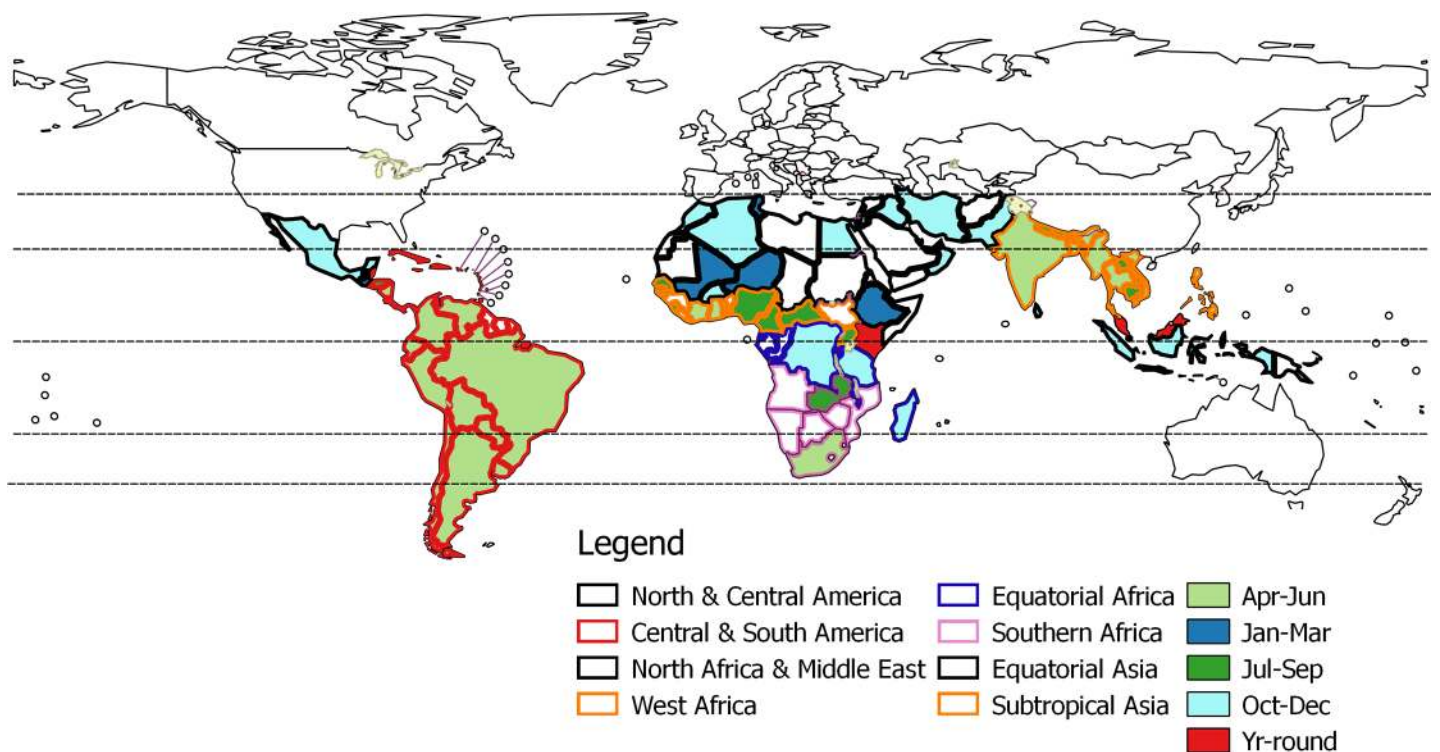 Legend
North & Central America
Central & South America
North Africa & Middle East
West Africa
Equatorial Africa
Southern Africa
Equatorial Asia
Subtropical Asia
Apr-Jun
Jan-Mar
Jul-Sep
Oct-Dec
Yr-round